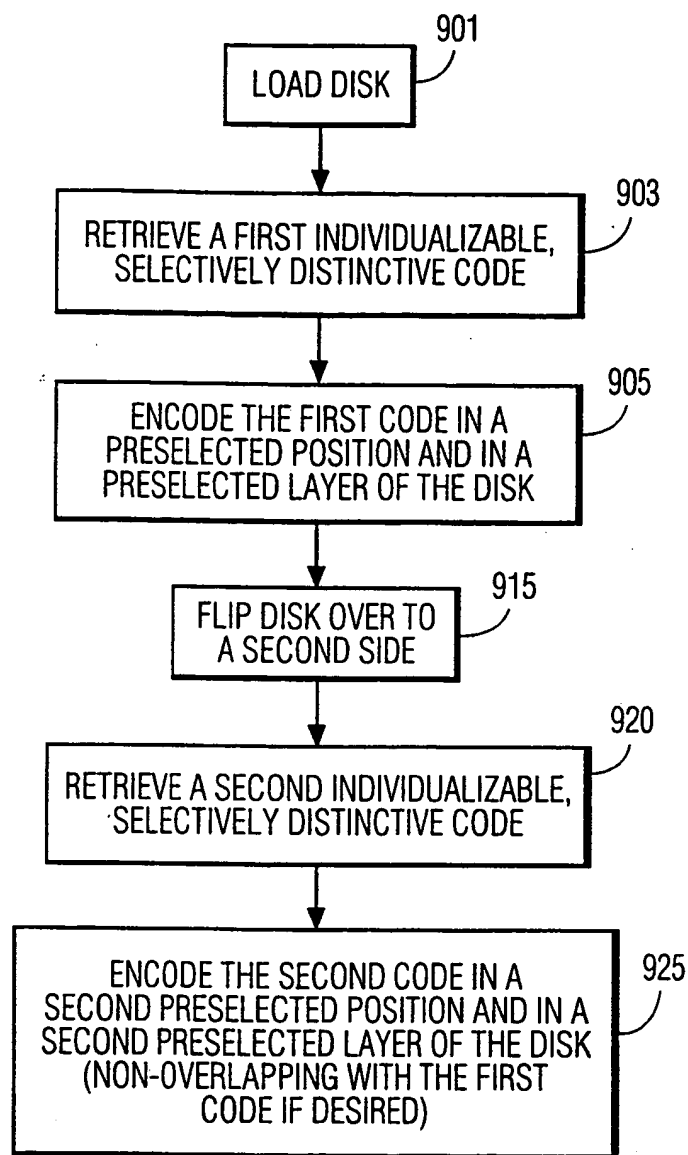 901
LOAD DISK
903
RETRIEVE A FIRST INDIVIDUALIZABLE,
SELECTIVELY DISTINCTIVE CODE
905
ENCODE THE FIRST CODE IN A
PRESELECTED POSITION AND IN A
PRESELECTED LAYER OF THE DISK
915
FLIP DISK OVER TO
A SECOND SIDE
920
RETRIEVE A SECOND INDIVIDUALIZABLE,
SELECTIVELY DISTINCTIVE CODE
925
ENCODE THE SECOND CODE IN A
SECOND PRESELECTED POSITION AND IN A
SECOND PRESELECTED LAYER OF THE DISK
(NON-OVERLAPPING WITH THE FIRST
CODE IF DESIRED)